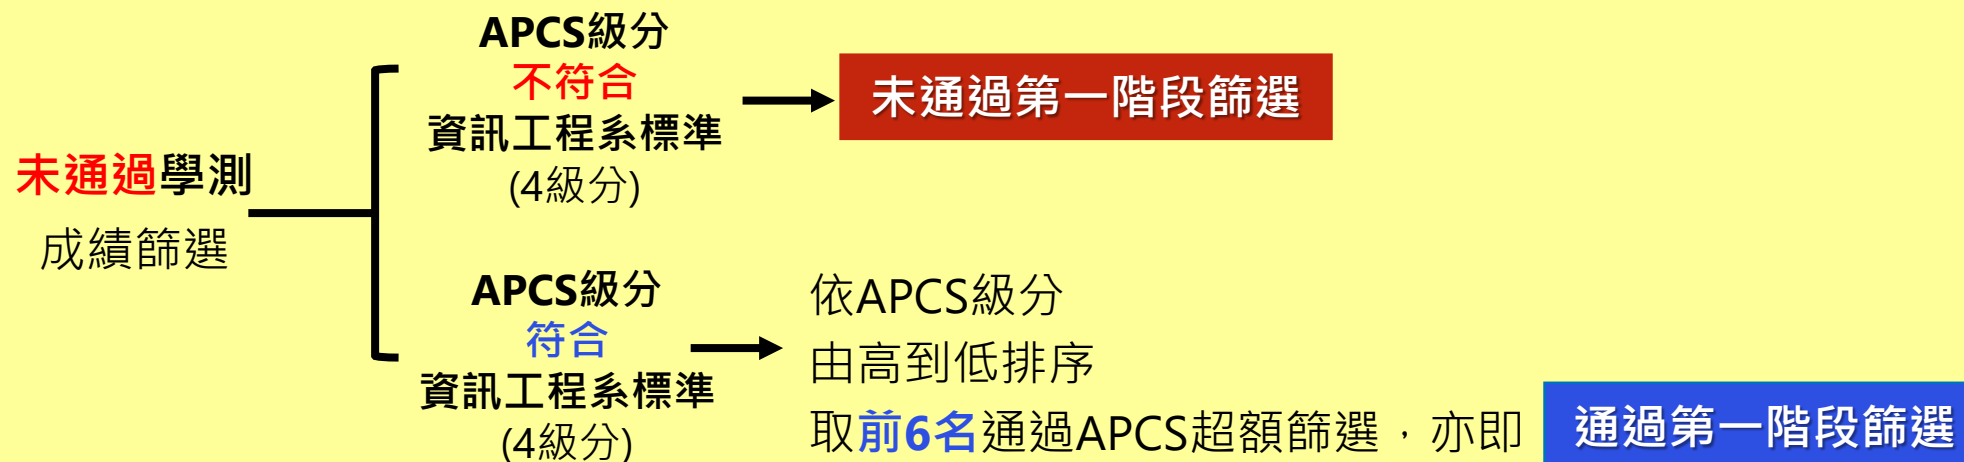 未通過學測
成績篩選
APCS級分
不符合
資訊工程系標準
(4級分)
未通過第一階段篩選
APCS級分
符合
資訊工程系標準
(4級分)
依APCS級分
由高到低排序
取前6名通過APCS超額篩選，亦即
通過第一階段篩選